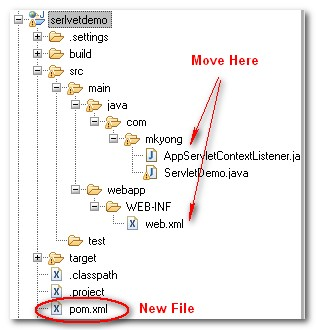 serlvetdemo
.settings
build
src
Move Here
main
java
com
mkyong
AppServletContextListener.ja
ServletDemo.java
webapp
WEB-INF
web.xml
test
target
.classpath
.project
pom.xml New File